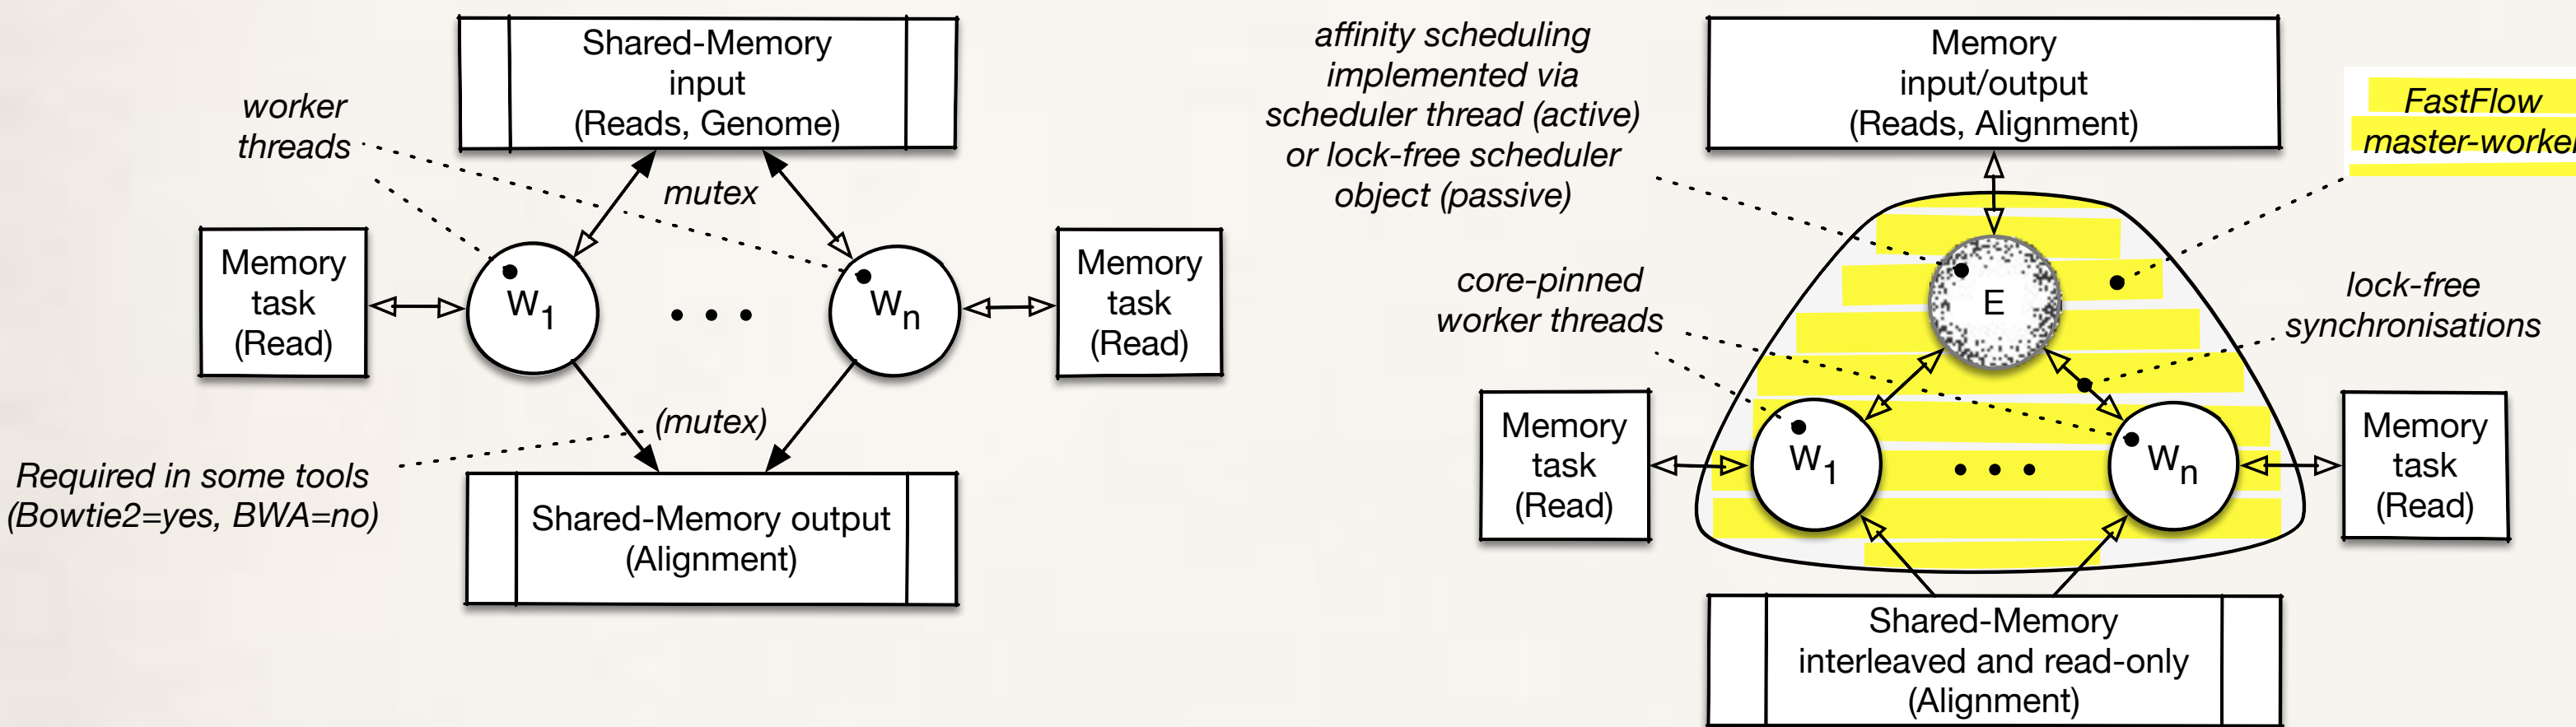 Shared-Memory
input
(Reads, Genome)
worker
threads
mutex
Memory
task
(Read)
W1
• • •
Wn
Memory
task
(Read)
(mutex)
Required in some tools
(Bowtie2=yes, BWA=no)
Shared-Memory output
(Alignment)
affinity scheduling
implemented via
scheduler thread (active)
or lock-free scheduler
object (passive)
Memory
input/output
(Reads, Alignment)
FastFlow
master-worker
E
core-pinned
worker threads
lock-free
synchronisations
Memory
task
(Read)
W1
• • •
Wn
Memory
task
(Read)
Shared-Memory
interleaved and read-only
(Alignment)